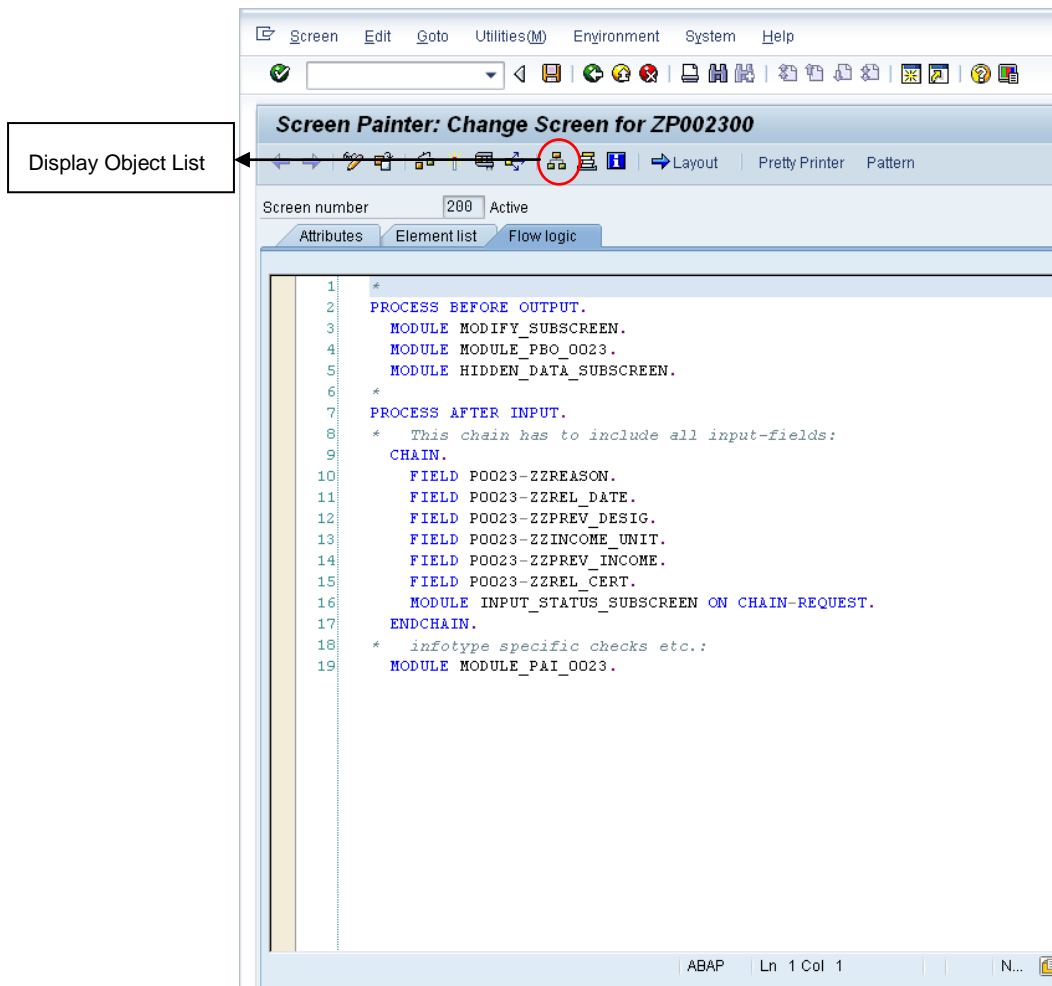 Screen Edit Goto Utilities(M) Environment System Help
Screen Painter: Change Screen for ZP002300
Display Object List
Layout Pretty Printer Pattern
Screen number 200 Active
Attributes Element list Flow logic
1 *
2 PROCESS BEFORE OUTPUT.
3 MODULE MODIFY_SUBSCREEN.
4 MODULE MODULE_PBO_0023.
5 MODULE HIDDEN_DATA_SUBSCREEN.
6 *
7 PROCESS AFTER INPUT.
8 * This chain has to include all input-fields:
9 CHAIN.
10 FIELD P0023-ZZREASON.
11 FIELD P0023-ZZREL_DATE.
12 FIELD P0023-ZZPREV_DESIG.
13 FIELD P0023-ZZINCOME_UNIT.
14 FIELD P0023-ZZPREV_INCOME.
15 FIELD P0023-ZZREL_CERT.
16 MODULE INPUT_STATUS_SUBSCREEN ON CHAIN-REQUEST.
17 ENDCHAIN.
18 * infotype specific checks etc.:
19 MODULE MODULE_PAI_0023.
ABAP Ln 1 Col 1 N...